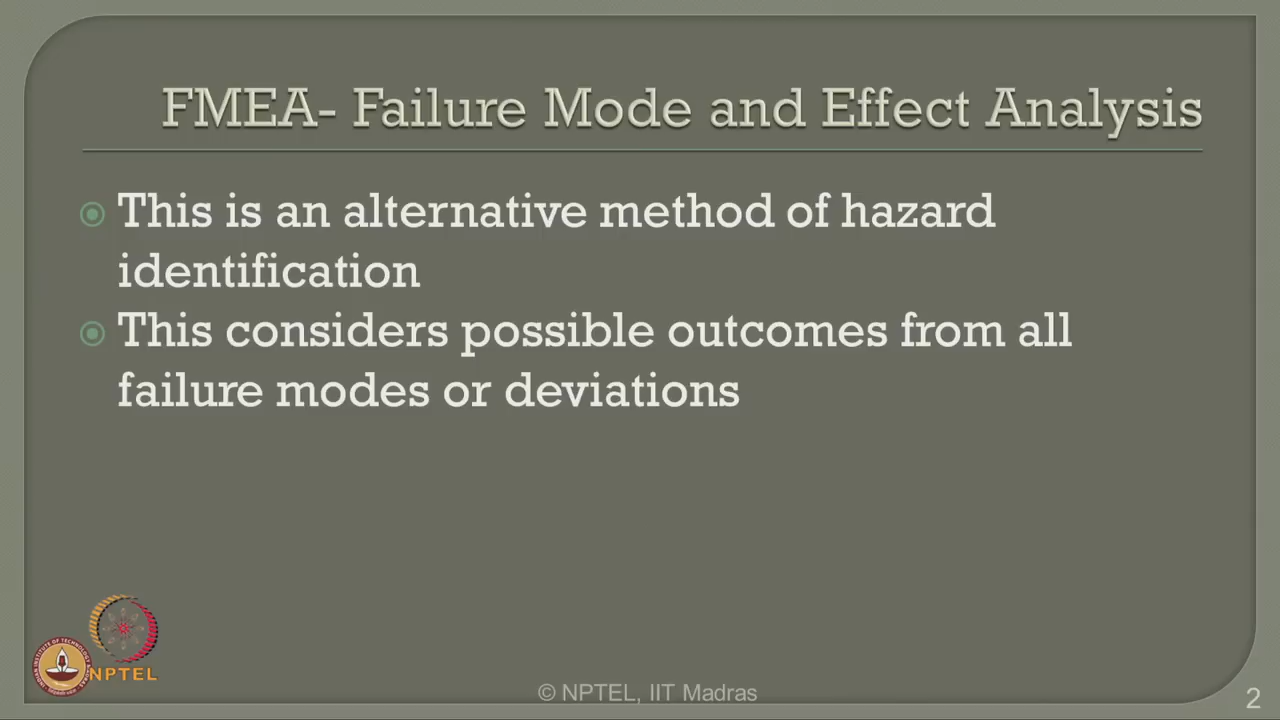 FMEA- Failure Mode and Effect Analysis
This is an alternative method of hazard
identification
This considers possible outcomes from all
failure modes or deviations
NPTEL
© NPTEL, IIT Madras
2